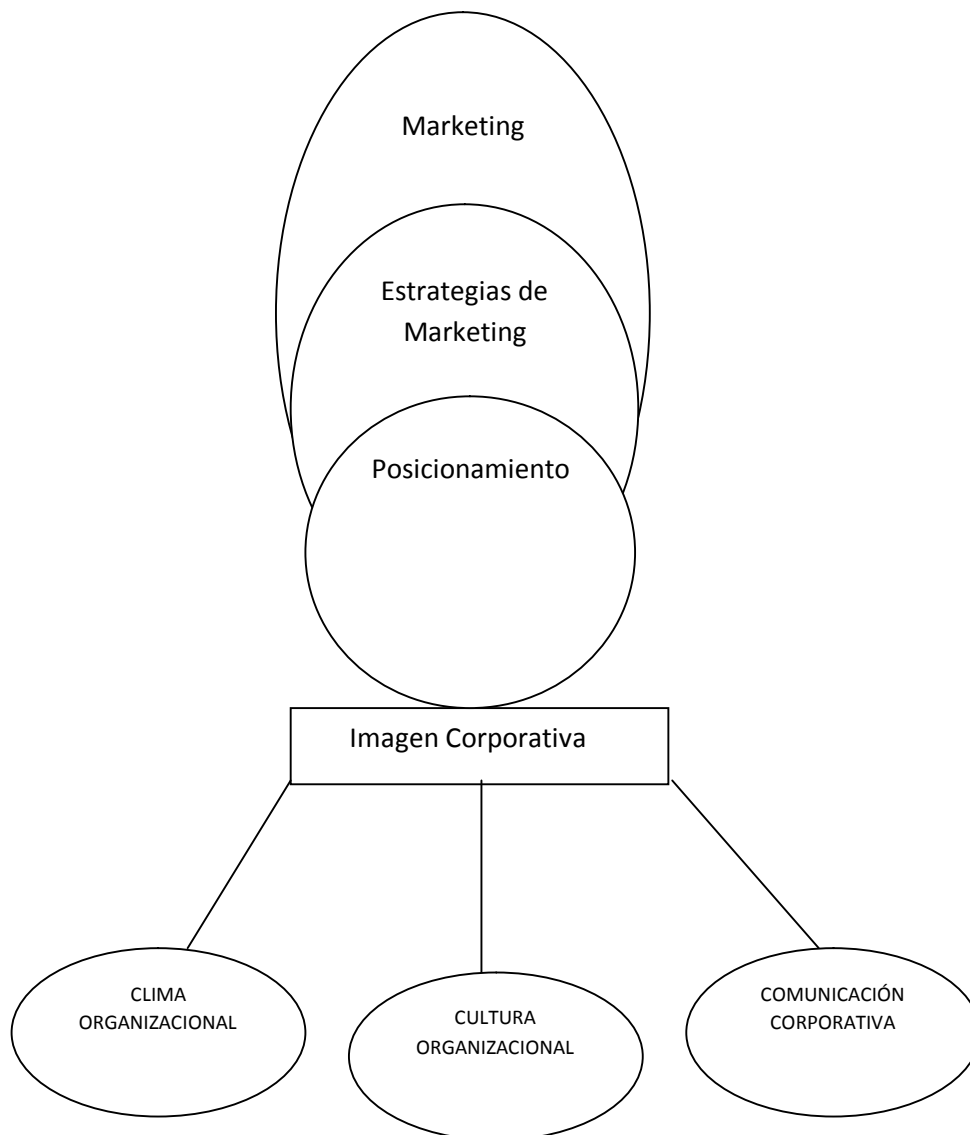 Marketing
Estrategias de
Marketing
Posicionamiento
Imagen Corporativa
CLIMA
ORGANIZACIONAL
CULTURA
ORGANIZACIONAL
COMUNICACIÓN
CORPORATIVA